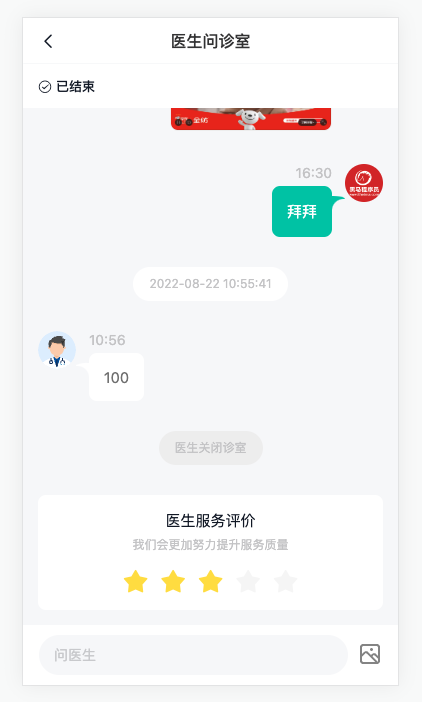 医生问诊室
已结束
16:30
拜拜
2022-08-22 10:55:41
10:56
100
医生关闭诊室
医生服务评价
我们会更加努力提升服务质量
问医生